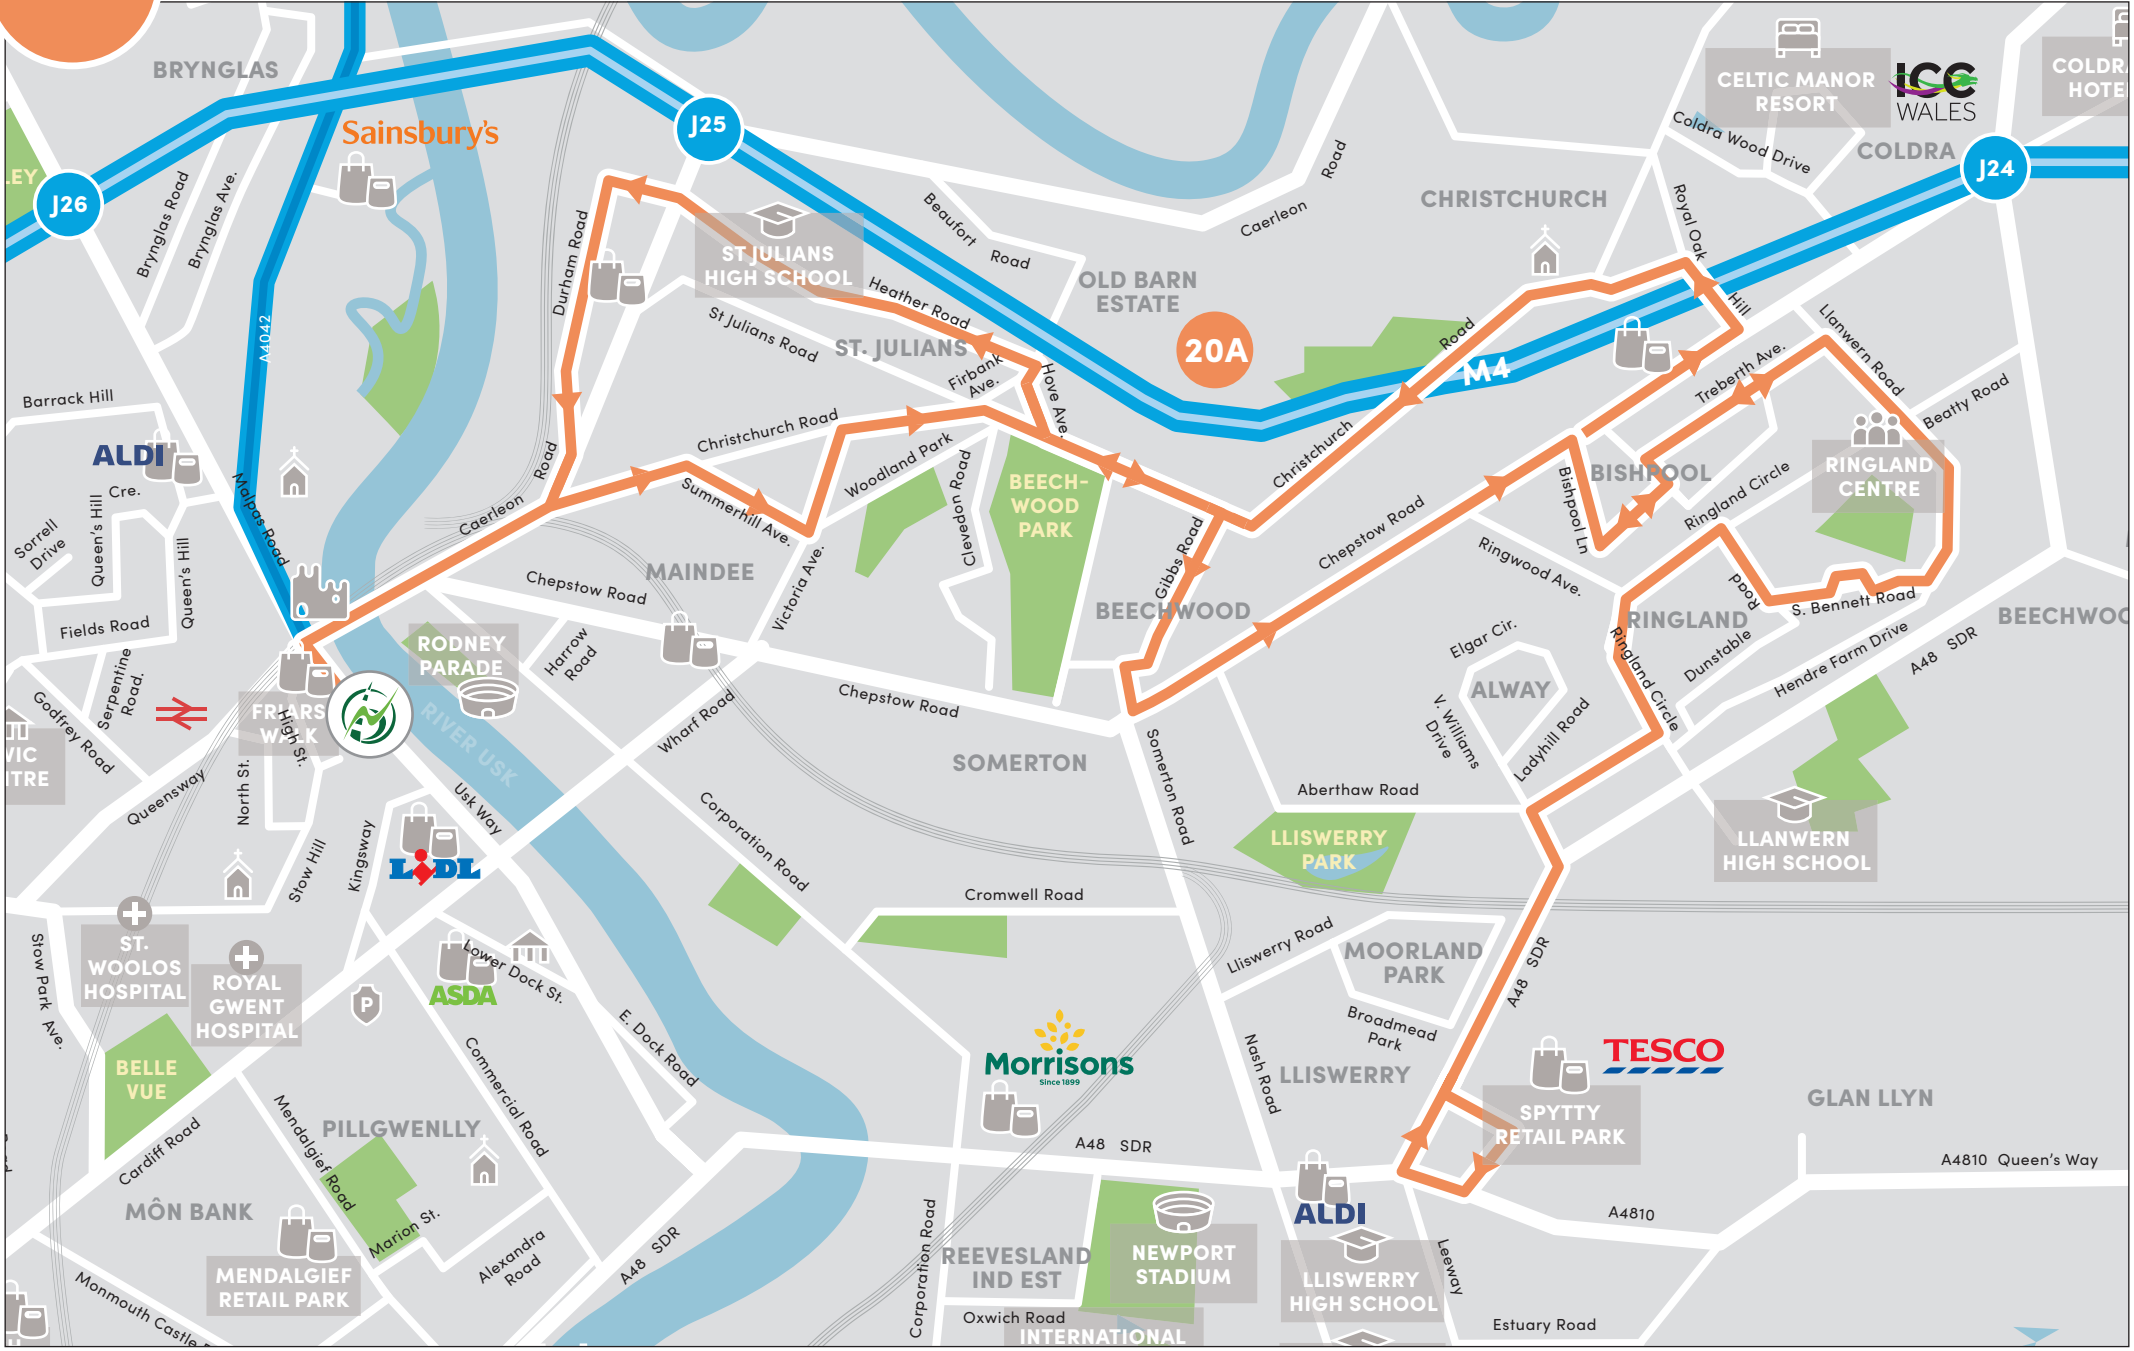 BRYNGLAS
Sainsbury's
J25
J26
LEY
Brynglas Road
Brynglas Ave.
A4042
Durham Road
ST JULIANS
HIGH SCHOOL
Heather Road
St Julians Road
ST. JULIANS
Firbank
Ave.
Hove Ave.
Beaufort
Road
OLD BARN
ESTATE
20A
Caerleon
Road
CHRISTCHURCH
CELTIC MANOR
RESORT
ICC
WALES
COLDRA
HOTE
Coldra Wood Drive
COLDRA
J24
Royal Oak
Hill
M4
Christchurch
Road
Llanwern Road
Treberth Ave.
Beatty Road
BISHPOOL
Bishpool Ln
Ringland Circle
RINGLAND
CENTRE
Barrack Hill
ALDI
Cre.
Queen's Hill
Sorrell
Drive
Queen's Hill
Fields Road
Malpas Road
Serpentine
Road.
Godfrey Road
Caerleon
Road
Christchurch Road
Summerhill Ave.
Woodland Park
Victoria Ave.
Clevedon Road
BEECH-
WOOD
PARK
MAINDEE
Chepstow Road
Harrow
Road
RODNEY
PARADE
Gibbs Road
BEECHWOOD
Chepstow Road
Ringwood Ave.
Elgar Cir.
ALWAY
V. Williams
Drive
Ladyhill Road
RINGLAND
Ringland Circle
Dunstable
Road
S. Bennett Road
Hendre Farm Drive
A48 SDR
BEECHWOO
FRIARS
WALK
High St.
North St.
Queensway
VIC
TRE
RIVER USK
Usk Way
Wharf Road
Chepstow Road
SOMERTON
Somerton Road
Aberthaw Road
LLISWERRY
PARK
LLANWERN
HIGH SCHOOL
Kingsway
LIDL
Stow Hill
Corporation Road
Cromwell Road
ST.
WOOLOS
HOSPITAL
ROYAL
GWENT
HOSPITAL
Stow Park Ave.
P
Lower Dock St.
ASDA
E. Dock Road
Commercial Road
Lliswerry Road
MOORLAND
PARK
Broadmead
Park
A48 SDR
Morrisons
Since 1899
Nash Road
LLISWERRY
TESCO
SPYTTY
RETAIL PARK
GLAN LLYN
BELLE
VUE
Cardiff Road
Mendalgief Road
PILLGWENLLY
MÔN BANK
Marion St.
MENDALGIEF
RETAIL PARK
Alexandra
Road
A48 SDR
Monmouth Castle
A48 SDR
Corporation Road
REEVESLAND
IND EST
Oxwich Road
NEWPORT
STADIUM
INTERNATIONAL
ALDI
LLISWERRY
HIGH SCHOOL
Leeway
Estuary Road
A4810
A4810 Queen's Way